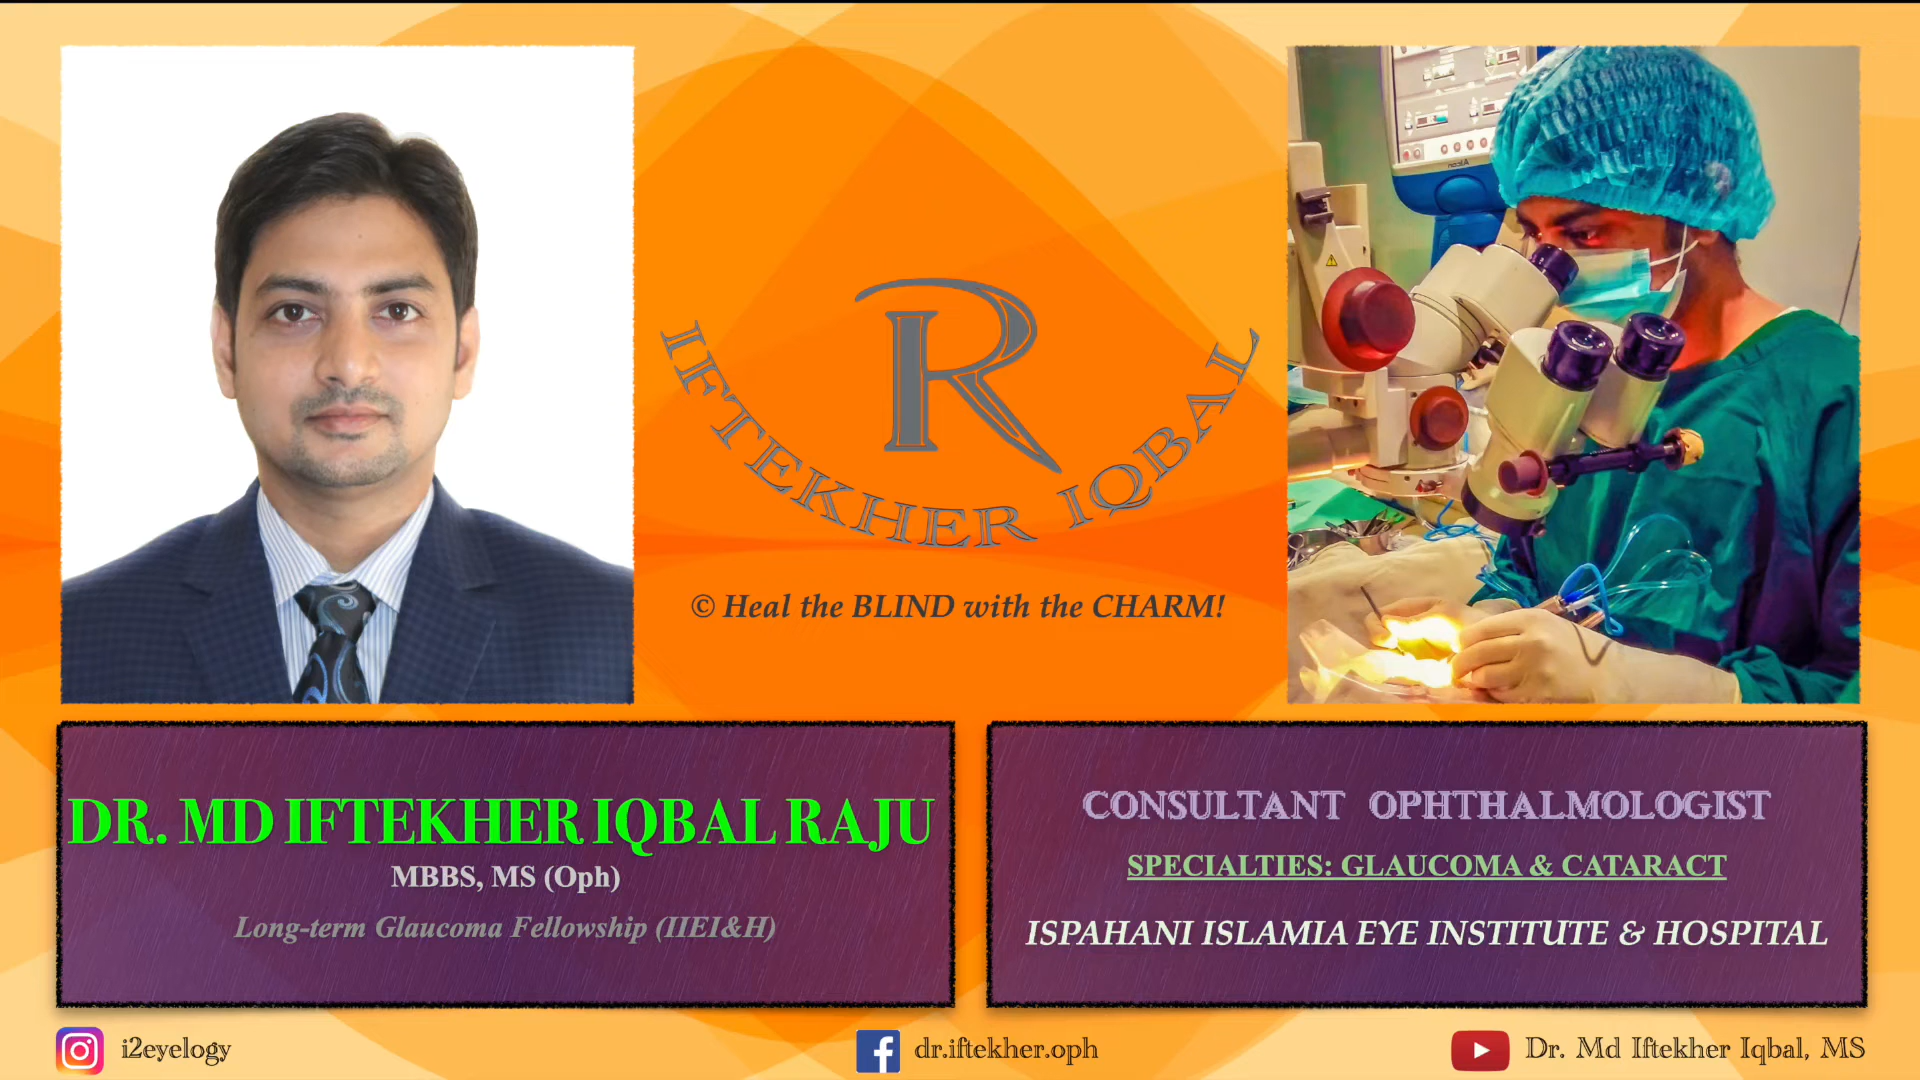 R
IFTEKHER IQBAL
© Heal the BLIND with the CHARM!
DR. MD IFTEKHER IQBAL RAJU
MBBS, MS (Oph)
Long-term Glaucoma Fellowship (IIEI&H)
CONSULTANT OPHTHALMOLOGIST
SPECIALTIES: GLAUCOMA & CATARACT
ISPAHANI ISLAMIA EYE INSTITUTE & HOSPITAL
i2eyelogy
dr.iftekher.oph
Dr. Md Iftekher Iqbal, MS